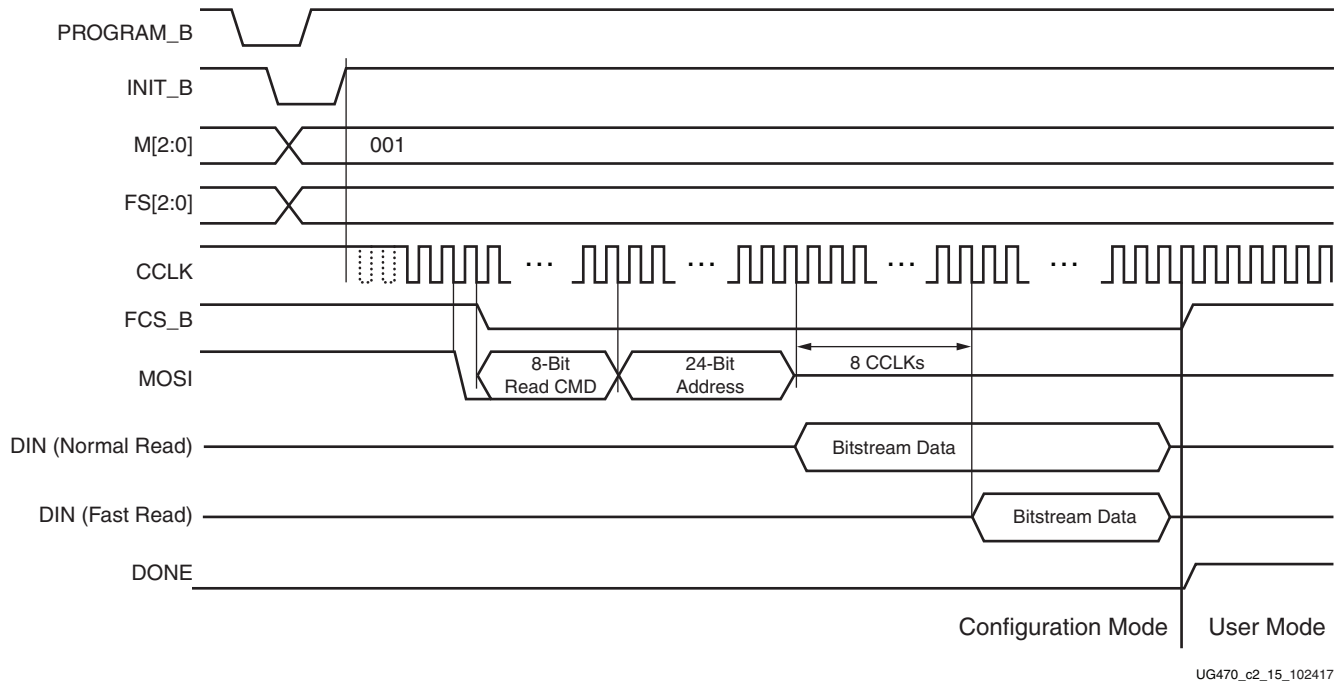 PROGRAM_B
INIT_B
M[2:0]
001
FS[2:0]
CCLK
... ... ... ...
FCS_B
MOSI
8-Bit
Read CMD
24-Bit
Address
8 CCLKs
DIN (Normal Read)
Bitstream Data
DIN (Fast Read)
Bitstream Data
DONE
Configuration Mode
User Mode
UG470_c2_15_102417